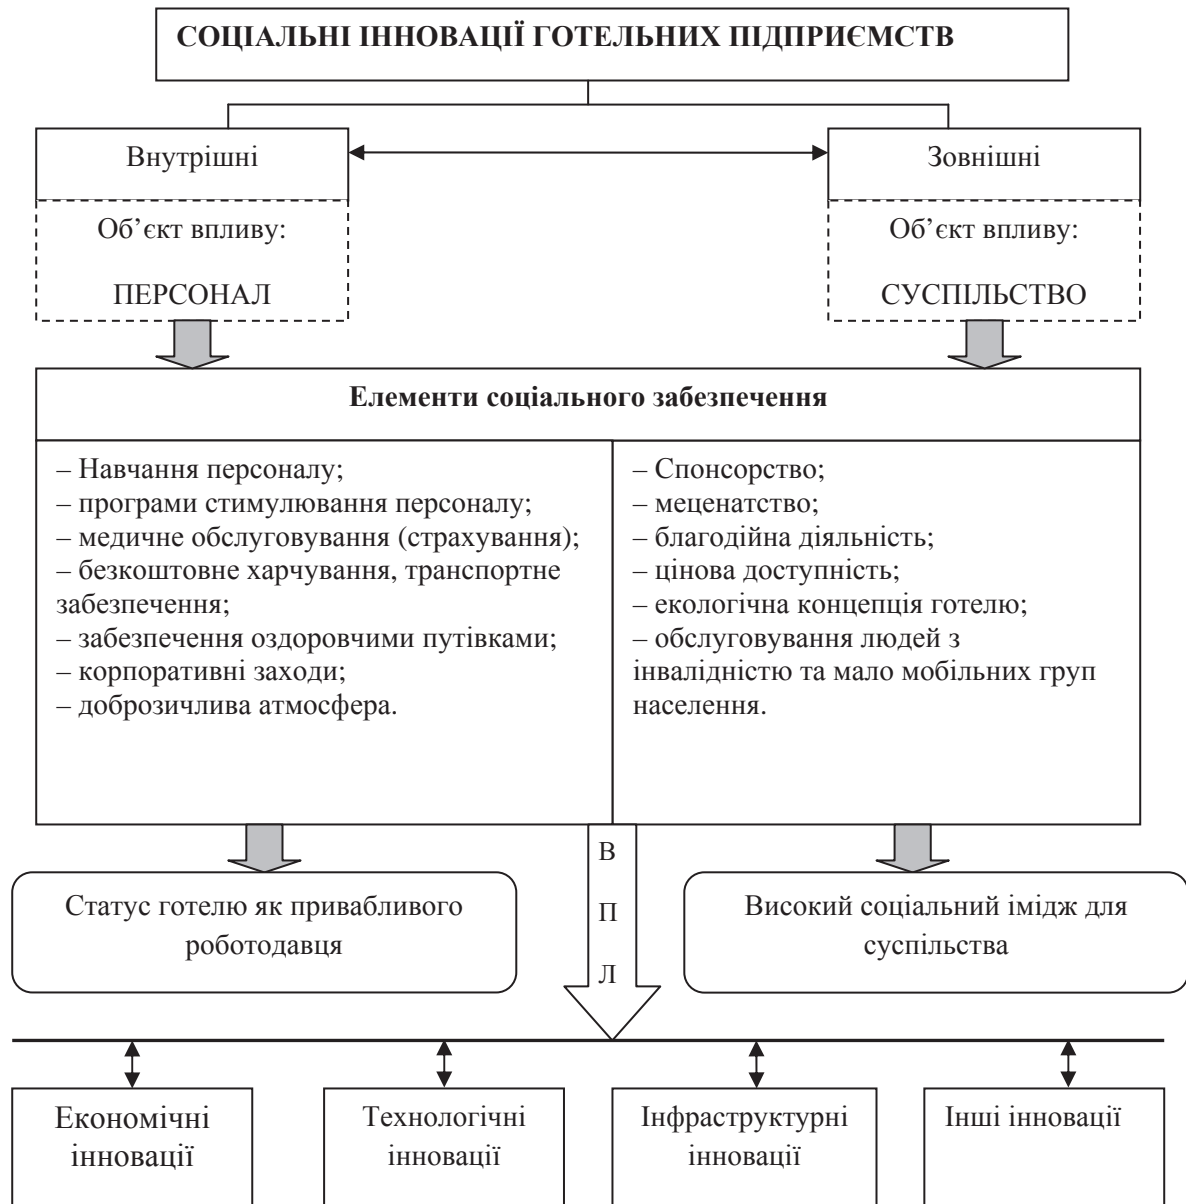 СОЦІАЛЬНІ ІННОВАЦІЇ ГОТЕЛЬНИХ ПІДПРИЄМСТВ
Внутрішні
Зовнішні
Об’єкт впливу:
ПЕРСОНАЛ
Об’єкт впливу:
СУСПІЛЬСТВО
Елементи соціального забезпечення
– Навчання персоналу;
– програми стимулювання персоналу;
– медичне обслуговування (страхування);
– безкоштовне харчування, транспортне
забезпечення;
– забезпечення оздоровчими путівками;
– корпоративні заходи;
– доброзичлива атмосфера.
– Спонсорство;
– меценатство;
– благодійна діяльність;
– цінова доступність;
– екологічна концепція готелю;
– обслуговування людей з
інвалідністю та мало мобільних груп
населення.
В
П
Л
Статус готелю як привабливого
роботодавця
Високий соціальний імідж для
суспільства
Економічні
інновації
Технологічні
інновації
Інфраструктурні
інновації
Інші інновації